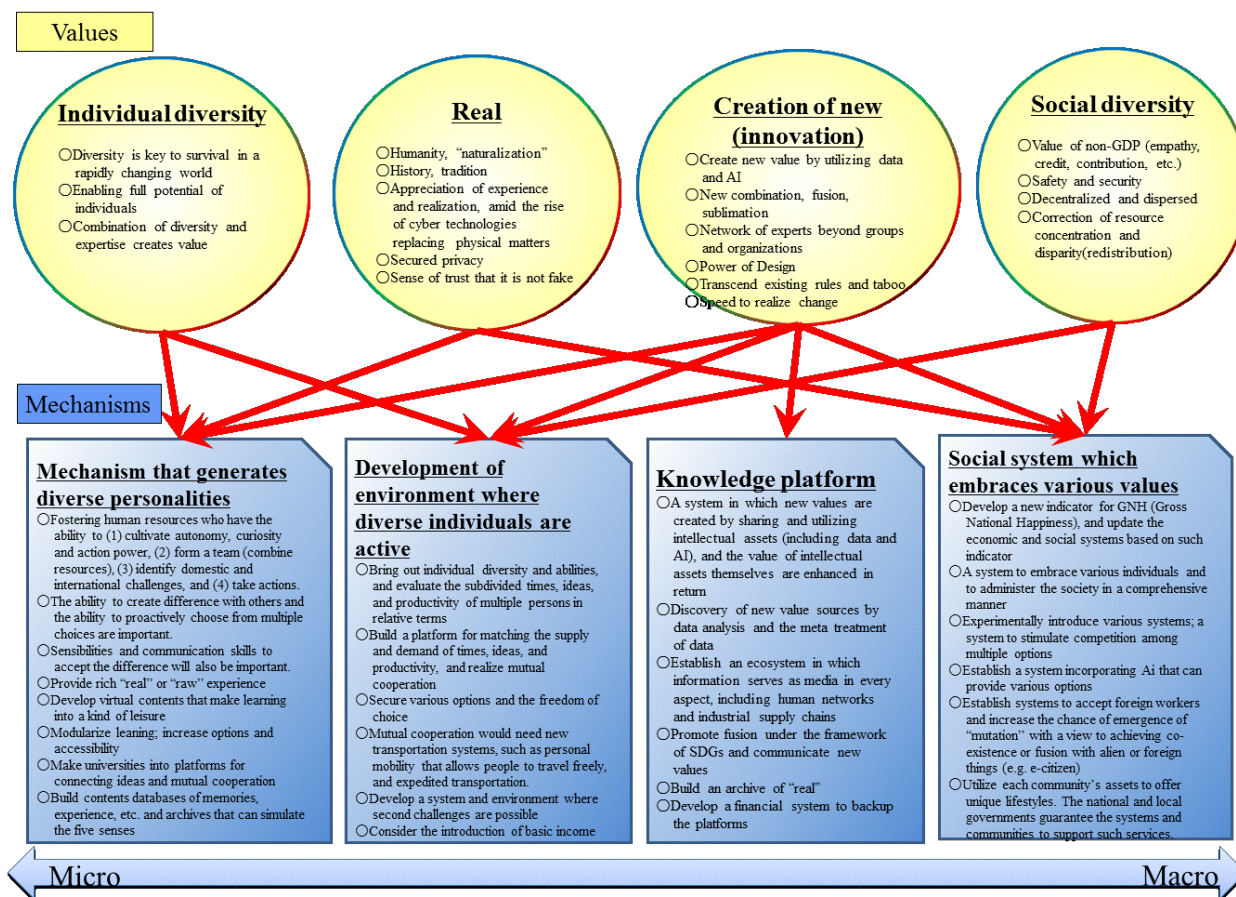 Values
Individual diversity
○Diversity is key to survival in a
rapidly changing world
○Enabling full potential of
individuals
○Combination of diversity and
expertise creates value
Real
○Humanity, “naturalization”
○History, tradition
○Appreciation of experience
and realization, amid the rise
of cyber technologies
replacing physical matters
○Secured privacy
○Sense of trust that it is not fake
Creation of new
(innovation)
○Create new value by utilizing data
and AI
○New combination, fusion,
sublimation
○Network of experts beyond groups
and organizations
○Power of Design
○Transcend existing rules and taboo
○Speed to realize change
Social diversity
○Value of non-GDP (empathy,
credit, contribution, etc.)
○Safety and security
○Decentralized and dispersed
○Correction of resource
concentration and
disparity(redistribution)
Mechanisms
Mechanism that generates
diverse personalities
○Fostering human resources who have the
ability to (1) cultivate autonomy, curiosity
and action power, (2) form a team (combine
resources), (3) identify domestic and
international challenges, and (4) take actions.
○The ability to create difference with others and
the ability to proactively choose from multiple
choices are important.
○Sensibilities and communication skills to
accept the difference will also be important.
○Provide rich “real” or “raw” experience
○Develop virtual contents that make learning
into a kind of leisure
○Modularize leaning; increase options and
accessibility
○Make universities into platforms for
connecting ideas and mutual cooperation
○Build contents databases of memories,
experience, etc. and archives that can simulate
the five senses
Development of
environment where
diverse individuals are
active
○Bring out individual diversity and abilities,
and evaluate the subdivided times, ideas,
and productivity of multiple persons in
relative terms
○Build a platform for matching the supply
and demand of times, ideas, and
productivity, and realize mutual
cooperation
○Secure various options and the freedom of
choice
○Mutual cooperation would need new
transportation systems, such as personal
mobility that allows people to travel freely,
and expedited transportation.
○Develop a system and environment where
second challenges are possible
○Consider the introduction of basic income
Knowledge platform
○A system in which new values are
created by sharing and utilizing
intellectual assets (including data and
AI), and the value of intellectual
assets themselves are enhanced in
return
○Discovery of new value sources by
data analysis and the meta treatment
of data
○Establish an ecosystem in which
information serves as media in every
aspect, including human networks
and industrial supply chains
○Promote fusion under the framework
of SDGs and communicate new
values
○Build an archive of “real”
○Develop a financial system to backup
the platforms
Social system which
embraces various values
○Develop a new indicator for GNH (Gross
National Happiness), and update the
economic and social systems based on such
indicator
○A system to embrace various individuals and
to administer the society in a comprehensive
manner
○Experimentally introduce various systems; a
system to stimulate competition among
multiple options
○Establish a system incorporating Ai that can
provide various options
○Establish systems to accept foreign workers
and increase the chance of emergence of
“mutation” with a view to achieving co-
existence or fusion with alien or foreign
things (e.g. e-citizen)
○Utilize each community’s assets to offer
unique lifestyles. The national and local
governments guarantee the systems and
communities to support such services.
Micro
Macro